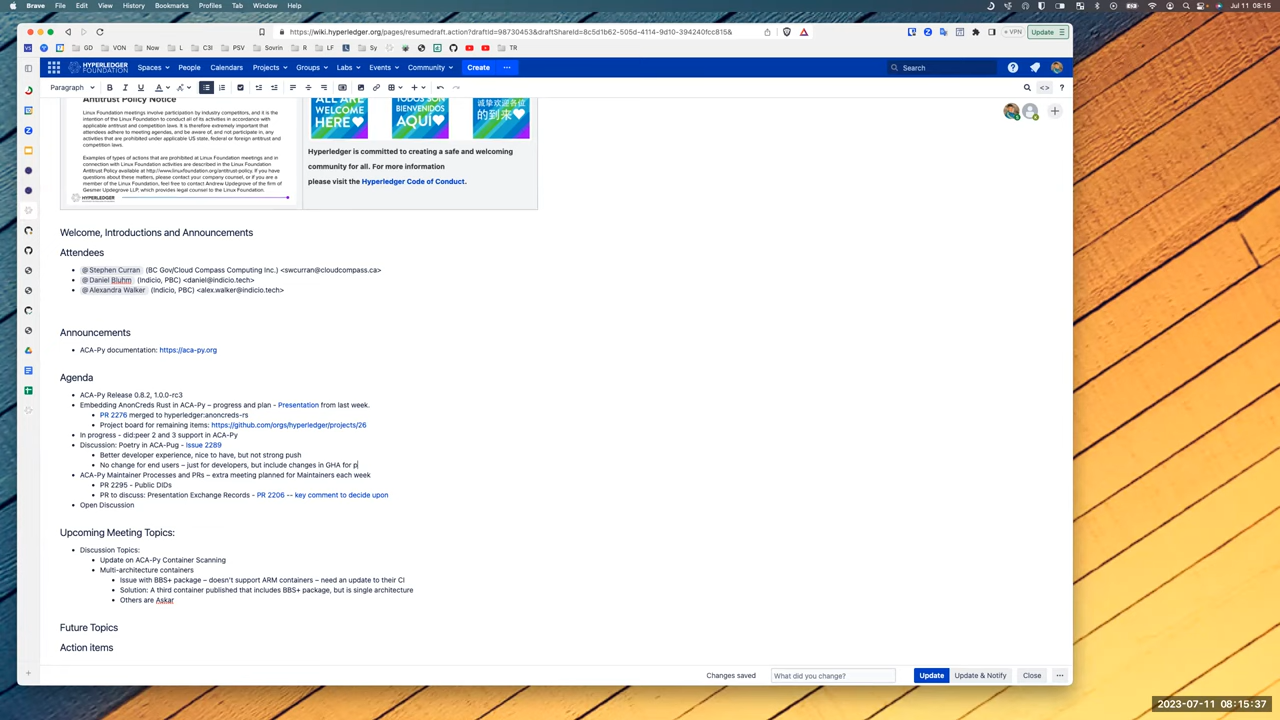 Brave File Edit View History Bookmarks Profiles Tab Window Help Jul 11 08:15
https://wiki.hyperledger.org/pages/resumedraft.action?draftId=98730453&draftShareId=8c5d1b62-505d-4114-9d10-394240fcc815& VPN Update
GD VON Now L C3I PSV Sovrin R LF Sy TR
HYPERLEDGER FOUNDATION Spaces People Calendars Projects Groups Labs Events Community Create Search
Paragraph B I U A
Antitrust Policy Notice
Linux Foundation meetings involve participation by industry competitors, and it is the
intention of the Linux Foundation to conduct all of its activities in accordance with
applicable antitrust and competition laws. It is therefore extremely important that
attendees adhere to meeting agendas, and be aware of, and not participate in, any
activities that are prohibited under applicable US state, federal or foreign antitrust and
competition laws.
Examples of types of actions that are prohibited at Linux Foundation meetings and in
connection with Linux Foundation activities are described in the Linux Foundation
Antitrust Policy available at http://www.linuxfoundation.org/antitrust-policy. If you have
questions about these matters, please contact your company counsel, or if you are a
member of the Linux Foundation, feel free to contact Andrew Updegrove of the firm of
Gesmer Updegrove LLP, which provides legal counsel to the Linux Foundation.
HYPERLEDGER
ALL ARE
WELCOME
HERE
TODOS SON
BIENVENIDOS
AQUÍ
诚挚欢迎各位
的到来
Hyperledger is committed to creating a safe and welcoming
community for all. For more information
please visit the Hyperledger Code of Conduct.
Welcome, Introductions and Announcements
Attendees
@Stephen Curran (BC Gov/Cloud Compass Computing Inc.) <swcurran@cloudcompass.ca>
@Daniel Bluhm (Indicio, PBC) <daniel@indicio.tech>
@Alexandra Walker (Indicio, PBC) <alex.walker@indicio.tech>
Announcements
ACA-Py documentation: https://aca-py.org
Agenda
ACA-Py Release 0.8.2, 1.0.0-rc3
Embedding AnonCreds Rust in ACA-Py – progress and plan - Presentation from last week.
PR 2276 merged to hyperledger:anoncreds-rs
Project board for remaining items: https://github.com/orgs/hyperledger/projects/26
In progress - did:peer 2 and 3 support in ACA-Py
Discussion: Poetry in ACA-Pug - Issue 2289
Better developer experience, nice to have, but not strong push
No change for end users – just for developers, but include changes in GHA for p
ACA-Py Maintainer Processes and PRs – extra meeting planned for Maintainers each week
PR 2295 - Public DIDs
PR to discuss: Presentation Exchange Records - PR 2206 -- key comment to decide upon
Open Discussion
Upcoming Meeting Topics:
Discussion Topics:
Update on ACA-Py Container Scanning
Multi-architecture containers
Issue with BBS+ package – doesn't support ARM containers – need an update to their CI
Solution: A third container published that includes BBS+ package, but is single architecture
Others are Askar
Future Topics
Action items
Changes saved What did you change? Update Update & Notify Close
2023-07-11 08:15:37